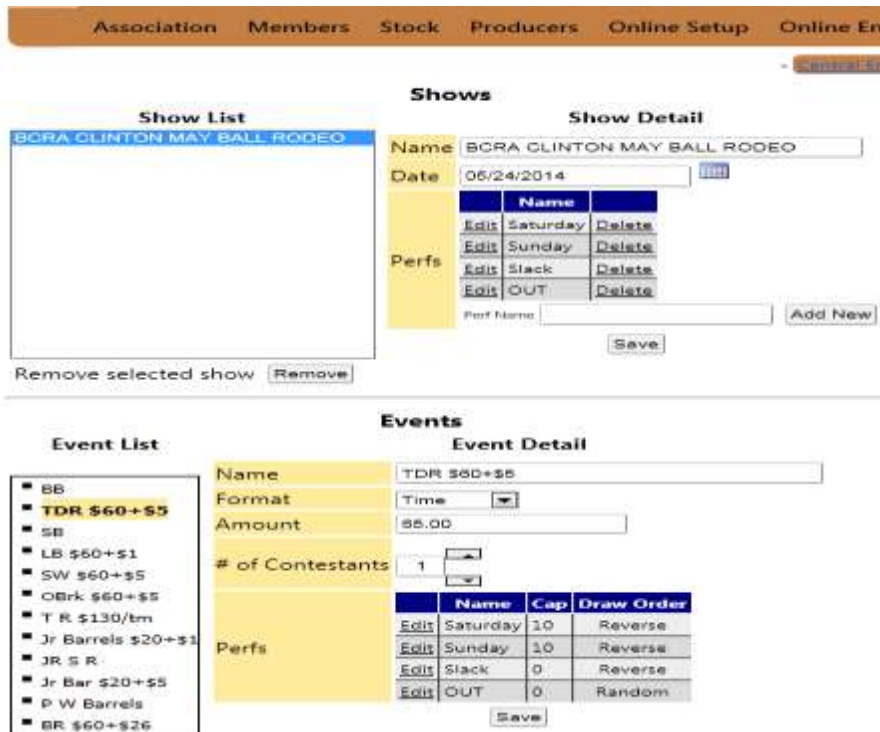 Association Members Stock Producers Online Setup Online En
- Central En
Shows
Show List
BCRA CLINTON MAY BALL RODEO
Remove selected show Remove
Show Detail
Name BCRA CLINTON MAY BALL RODEO
Date 05/24/2014
Perfs
Name
Edit Saturday Delete
Edit Sunday Delete
Edit Slack Delete
Edit OUT Delete
Perf Name Add New
Save
Events
Event List
BB
TDR $60+$5
SB
LB $60+$1
SW $60+$5
OBrk $60+$5
T R $130/tm
Jr Barrels $20+$1
JR S R
Jr Bar $20+$5
P W Barrels
BR $60+$26
Event Detail
Name TDR $60+$5
Format Time
Amount 65.00
# of Contestants 1
Perfs
Name Cap Draw Order
Edit Saturday 10 Reverse
Edit Sunday 10 Reverse
Edit Slack 0 Reverse
Edit OUT 0 Random
Save